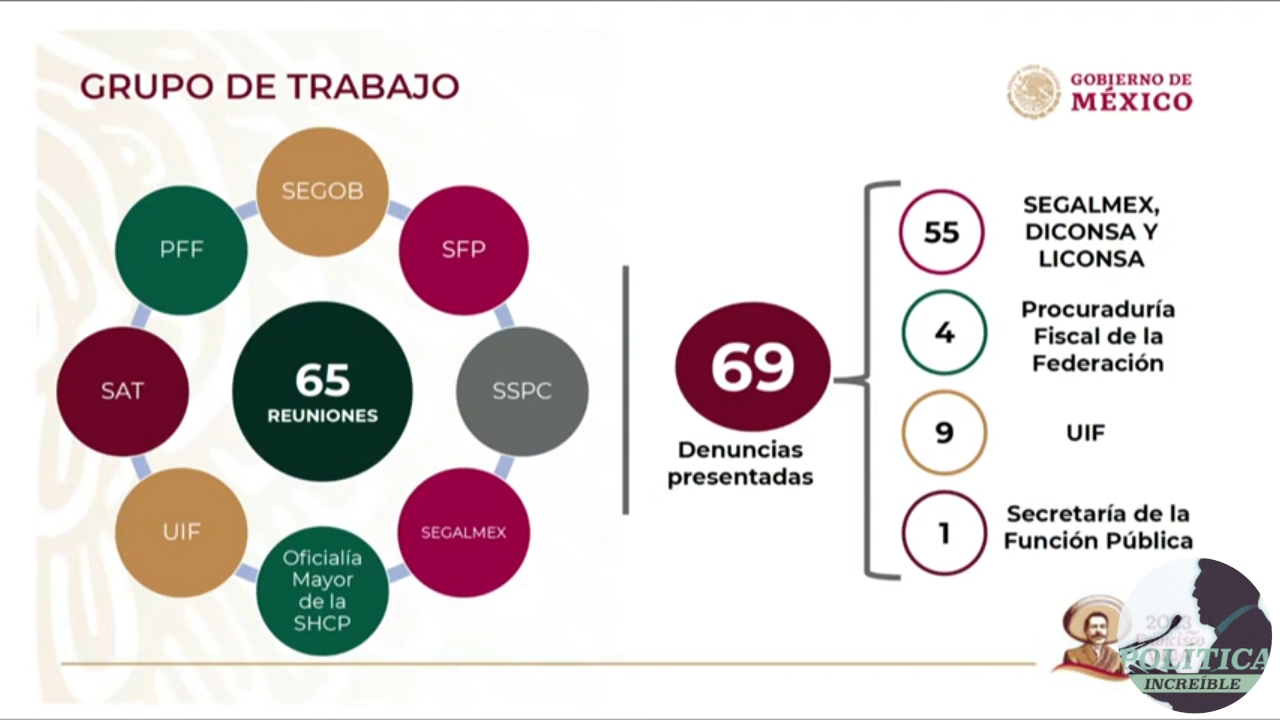 GRUPO DE TRABAJO
GOBIERNO DE
MÉXICO
SEGOB
PFF
SFP
SAT
65
REUNIONES
SSPC
UIF
SEGALMEX
Oficialía
Mayor
de la
SHCP
69
Denuncias
presentadas
55
SEGALMEX,
DICONSA Y
LICONSA
4
Procuraduría
Fiscal de la
Federación
9
UIF
1
Secretaría de la
Función Pública
POLITICA
INCREÍBLE